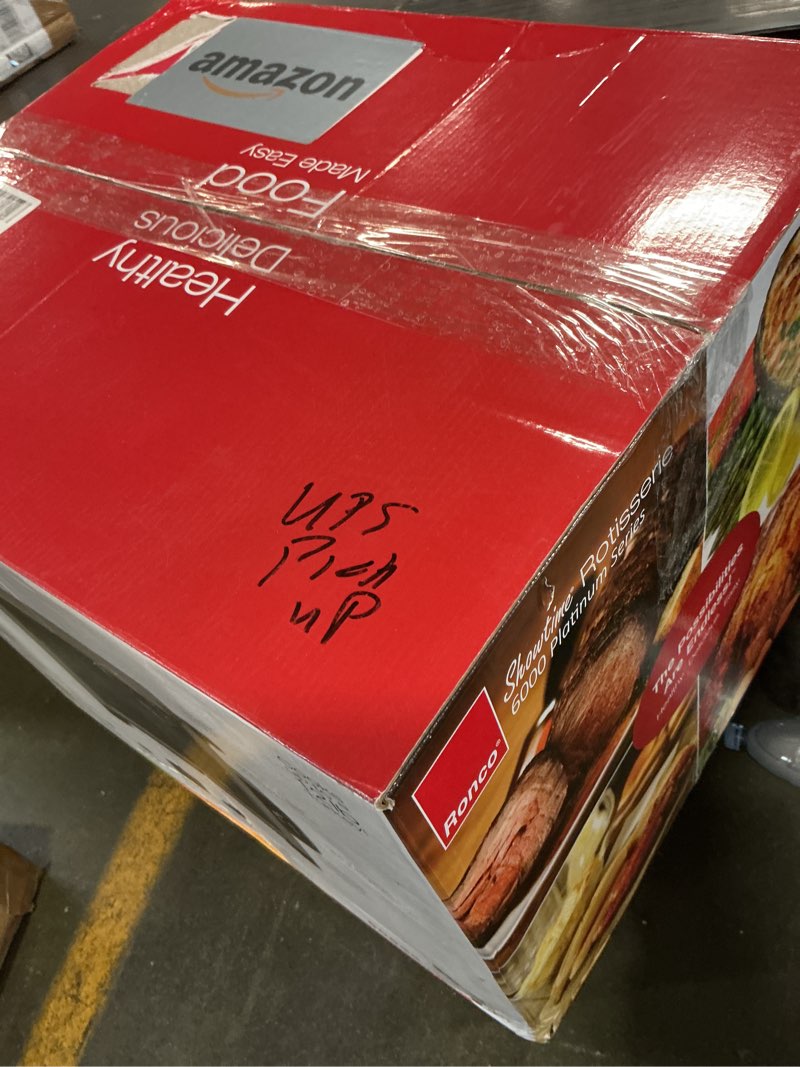 amazon
Healthy
Delicious
Food
Made Easy
UPS
Pick
uP
Showtime Rotisserie
6000 Platinum Series
Ronco®
The Possibilities
Are Endless!